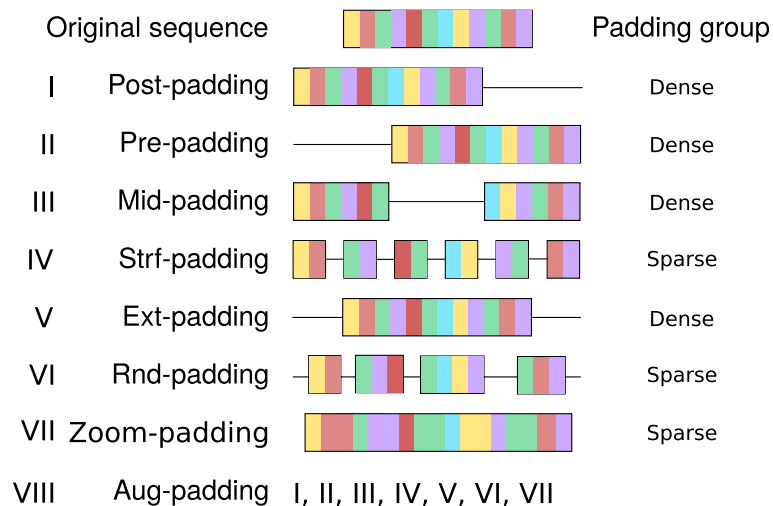 Original sequence Padding group
I Post-padding Dense
II Pre-padding Dense
III Mid-padding Dense
IV Strf-padding Sparse
V Ext-padding Dense
VI Rnd-padding Sparse
VII Zoom-padding Sparse
VIII Aug-padding I, II, III, IV, V, VI, VII